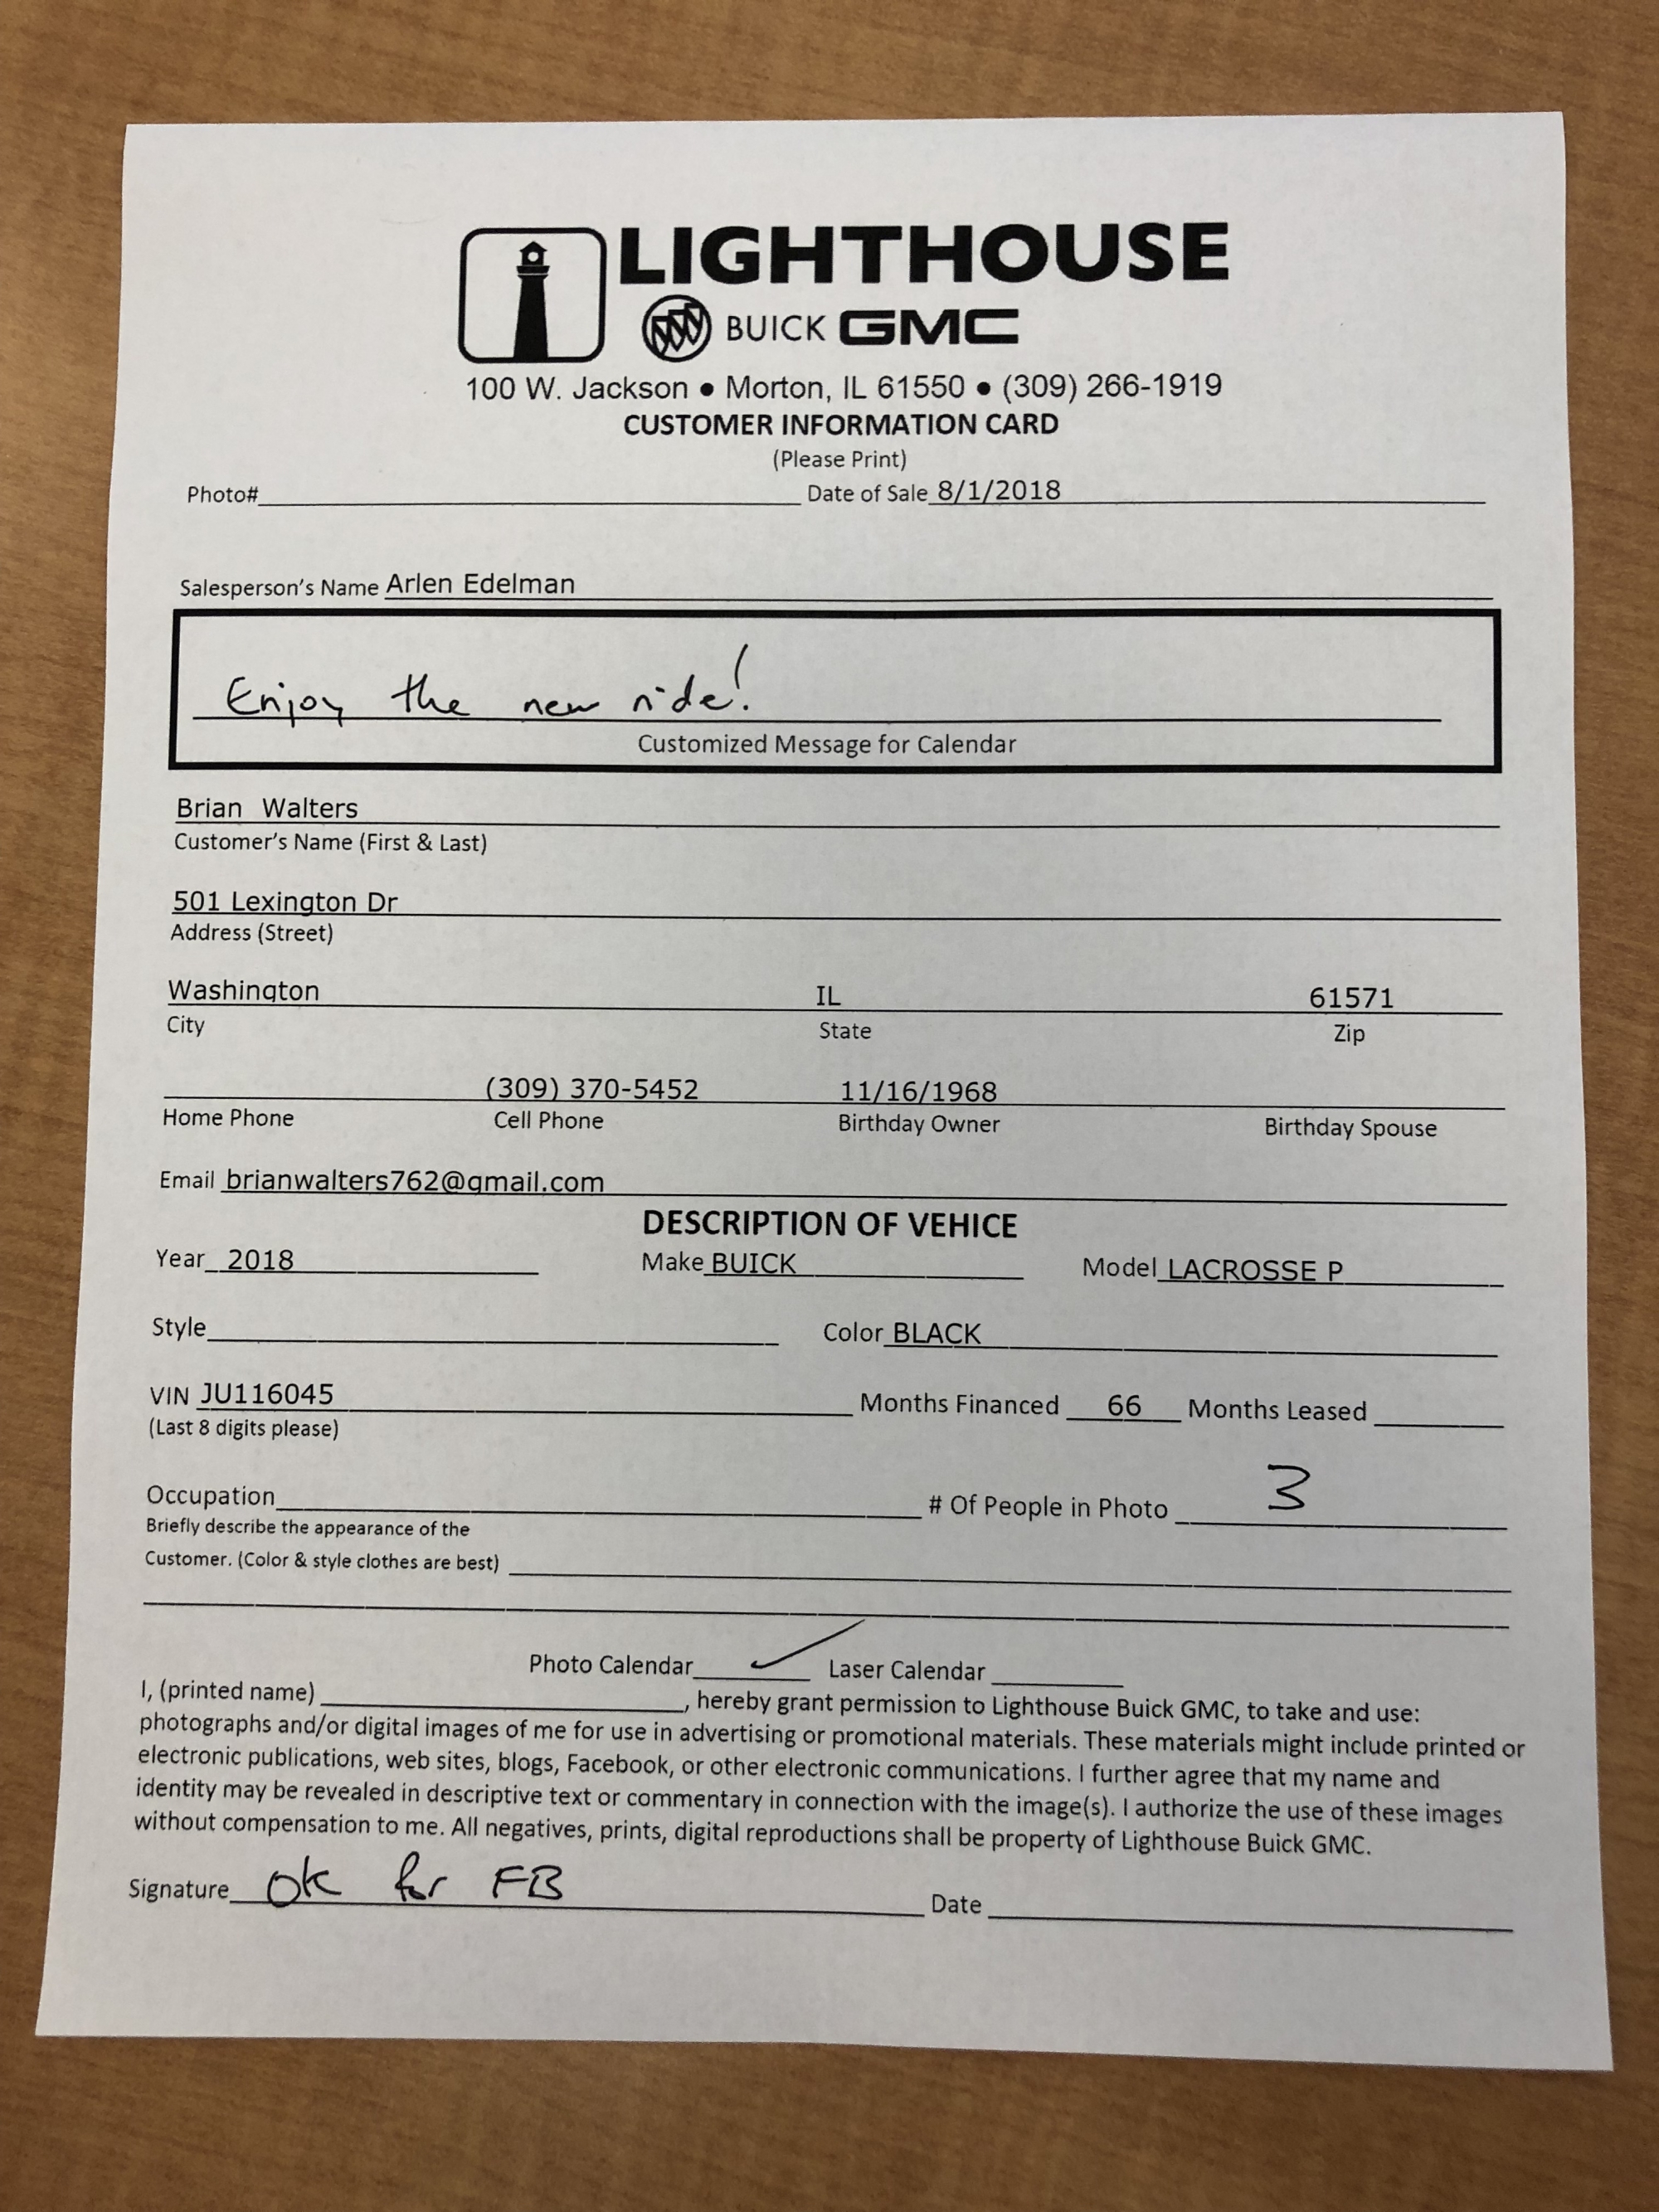 LIGHTHOUSE
BUICK GMC
100 W. Jackson • Morton, IL 61550 • (309) 266-1919
CUSTOMER INFORMATION CARD
(Please Print)
Photo# Date of Sale 8/1/2018
Salesperson's Name Arlen Edelman
Enjoy the new ride!
Customized Message for Calendar
Brian Walters
Customer's Name (First & Last)
501 Lexington Dr
Address (Street)
Washington IL 61571
City State Zip
(309) 370-5452 11/16/1968
Home Phone Cell Phone Birthday Owner Birthday Spouse
Email brianwalters762@gmail.com
DESCRIPTION OF VEHICE
Year 2018 Make BUICK Model LACROSSE P
Style Color BLACK
VIN JU116045 Months Financed 66 Months Leased
(Last 8 digits please)
Occupation # Of People in Photo 3
Briefly describe the appearance of the
Customer. (Color & style clothes are best)
Photo Calendar ✓ Laser Calendar
I, (printed name) , hereby grant permission to Lighthouse Buick GMC, to take and use:
photographs and/or digital images of me for use in advertising or promotional materials. These materials might include printed or
electronic publications, web sites, blogs, Facebook, or other electronic communications. I further agree that my name and
identity may be revealed in descriptive text or commentary in connection with the image(s). I authorize the use of these images
without compensation to me. All negatives, prints, digital reproductions shall be property of Lighthouse Buick GMC.
Signature OK for FB Date